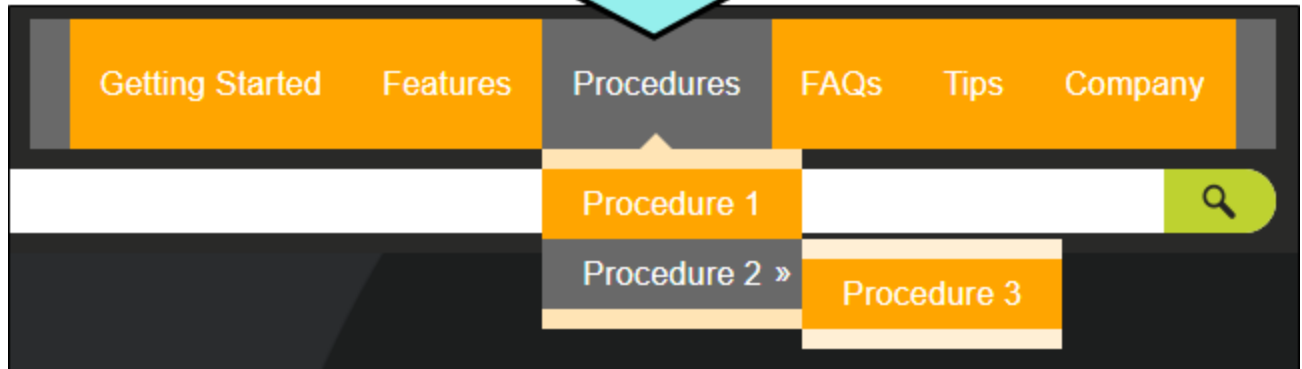 Getting Started Features Procedures FAQs Tips Company
Procedure 1
Procedure 2 »
Procedure 3